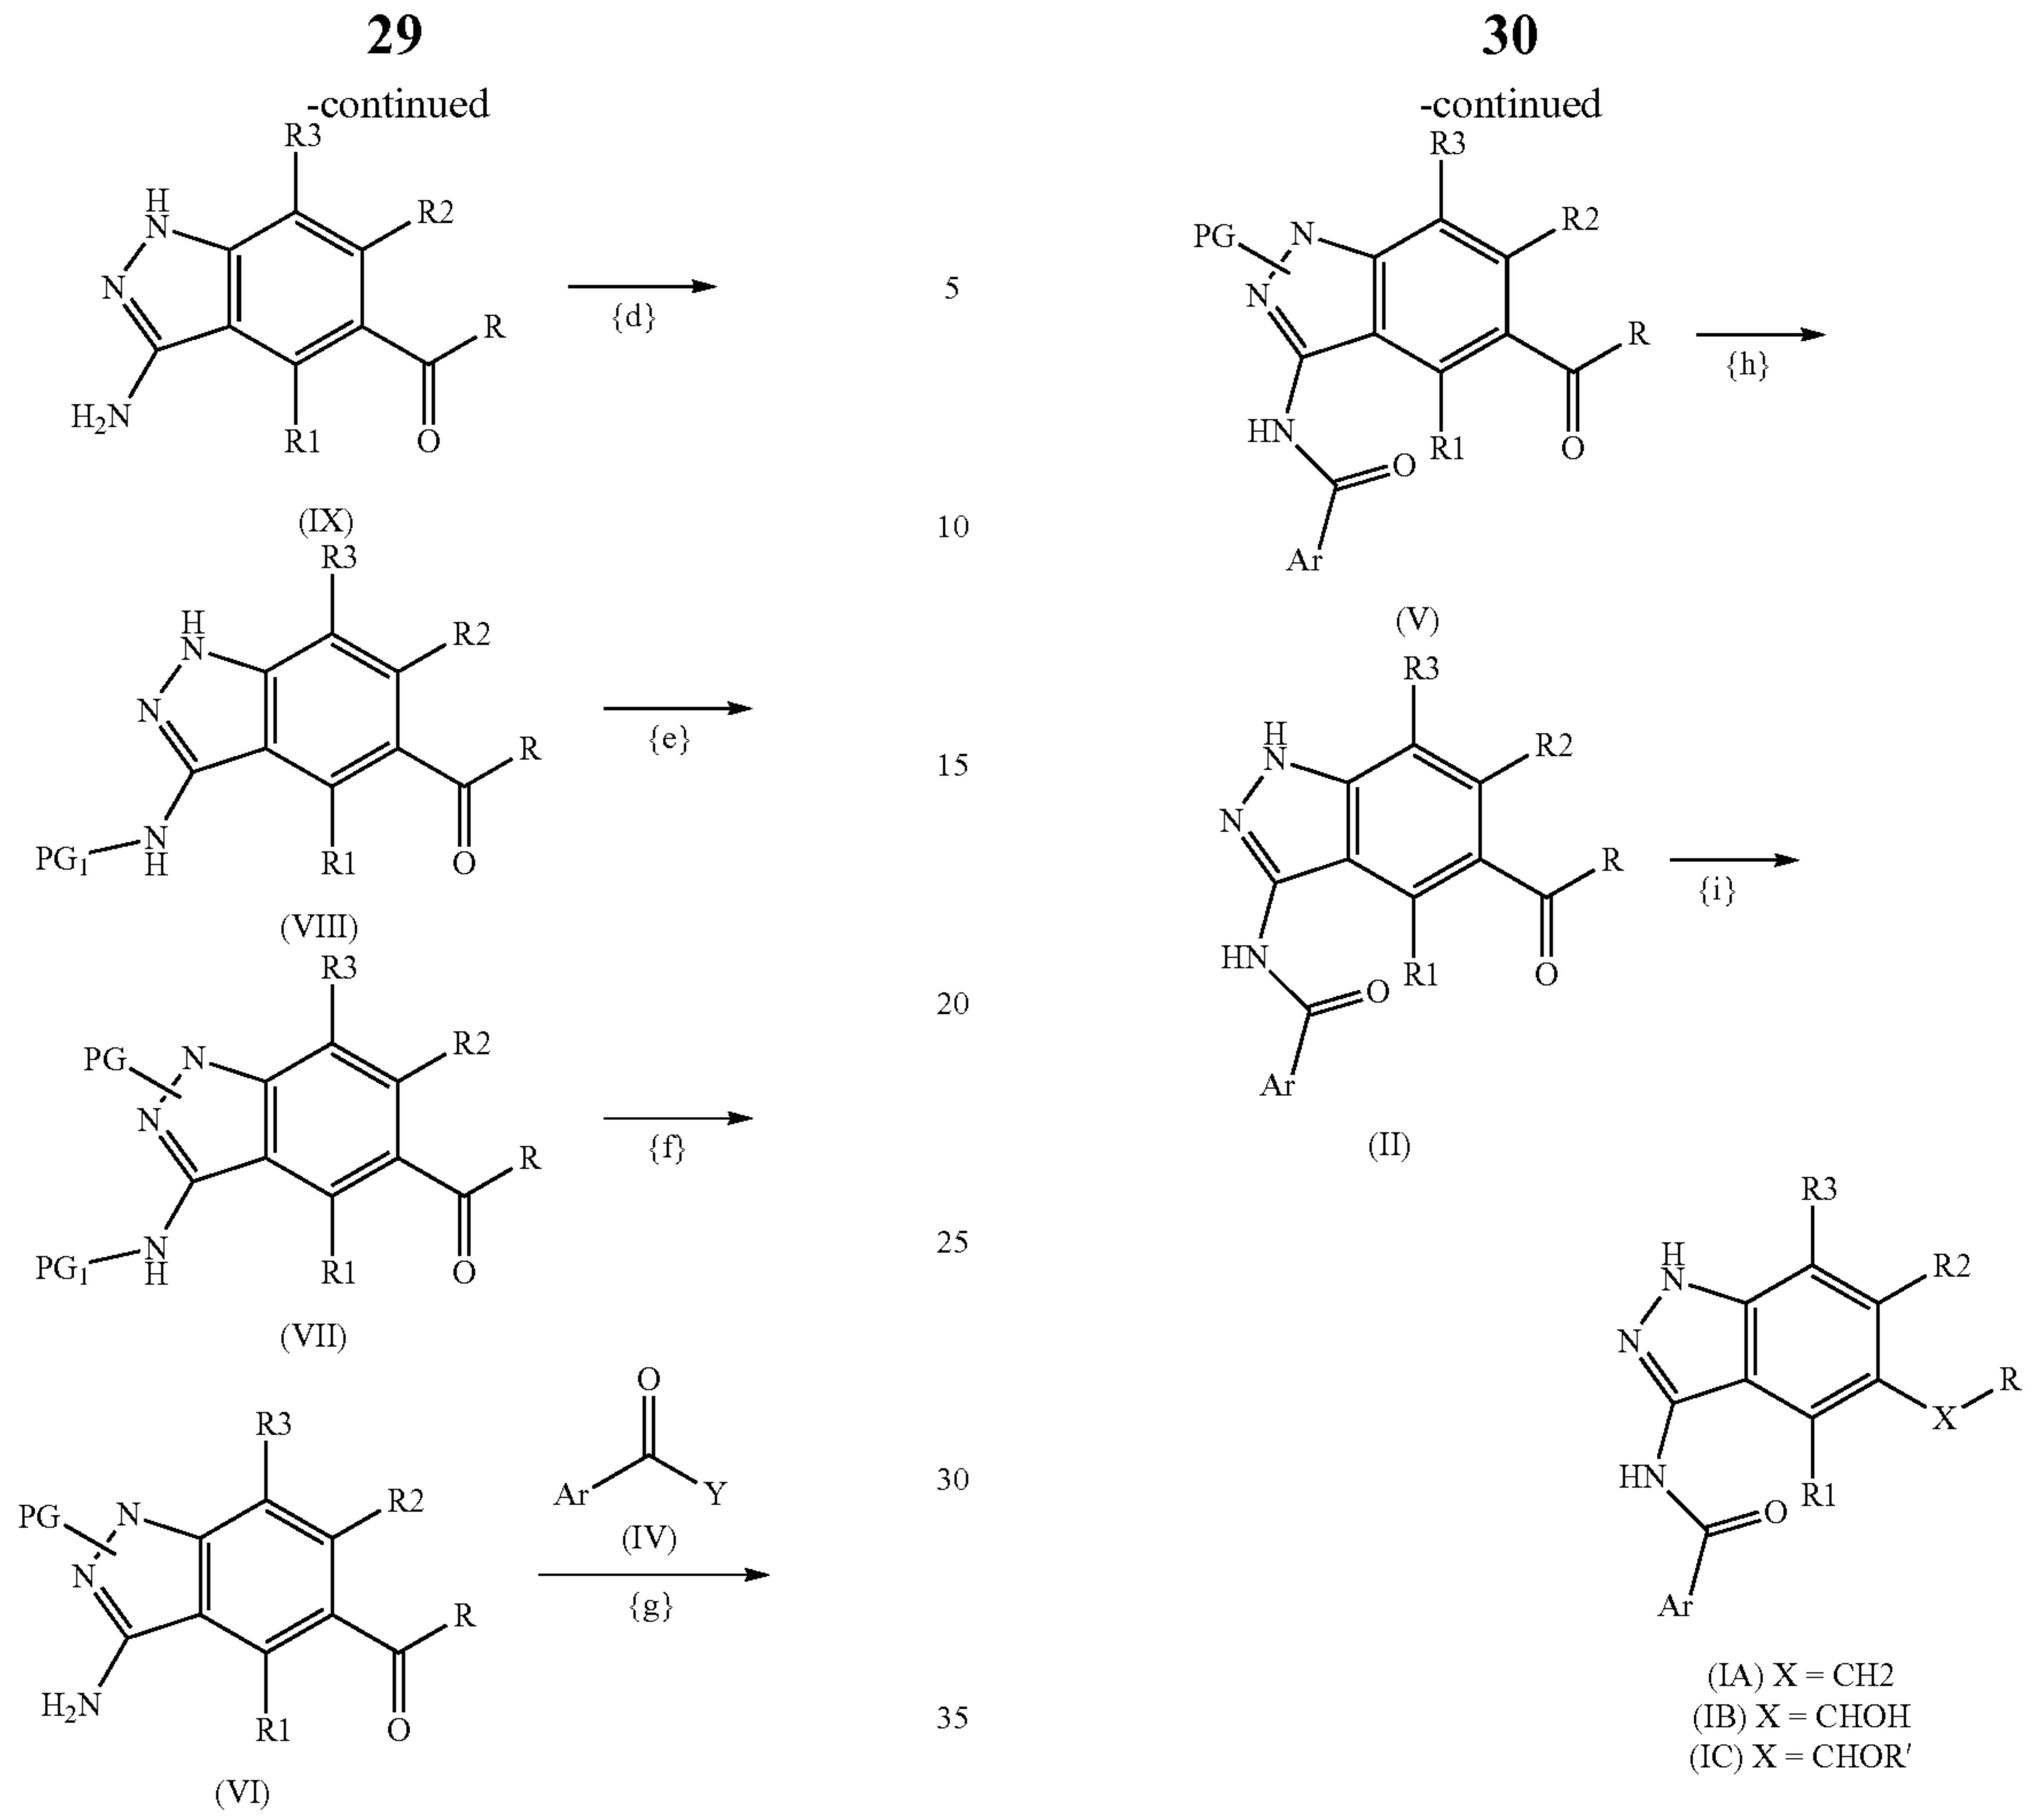 29
-continued
R3
H
N
R2
N
R
{d}
H2N
R1
O
(IX)
R3
H
N
R2
N
R
{e}
PG1
N
H
R1
O
(VIII)
R3
PG
N
R2
N
R
{f}
PG1
N
H
R1
O
(VII)
O
R3
Ar
Y
PG
N
R2
(IV)
N
R
{g}
H2N
R1
O
(VI)
5
10
15
20
25
30
35
30
-continued
R3
PG
N
R2
N
R
{h}
HN
R1
O
O
Ar
(V)
R3
H
N
R2
N
R
{i}
HN
R1
O
O
Ar
(II)
R3
H
N
R2
N
R
X
HN
R1
O
Ar
(IA) X = CH2
(IB) X = CHOH
(IC) X = CHOR'